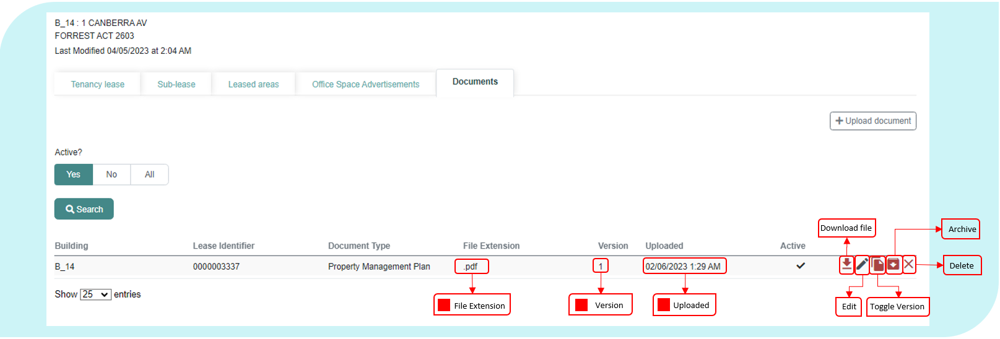 B_14 : 1 CANBERRA AV
FORREST ACT 2603
Last Modified 04/05/2023 at 2:04 AM
Tenancy lease Sub-lease Leased areas Office Space Advertisements Documents
Upload document
Active?
Yes No All
Search
Download file
Archive
Building Lease Identifier Document Type File Extension Version Uploaded Active
B_14 0000003337 Property Management Plan .pdf 1 02/06/2023 1:29 AM
Delete
Show 25 entries
File Extension Version Uploaded Edit Toggle Version